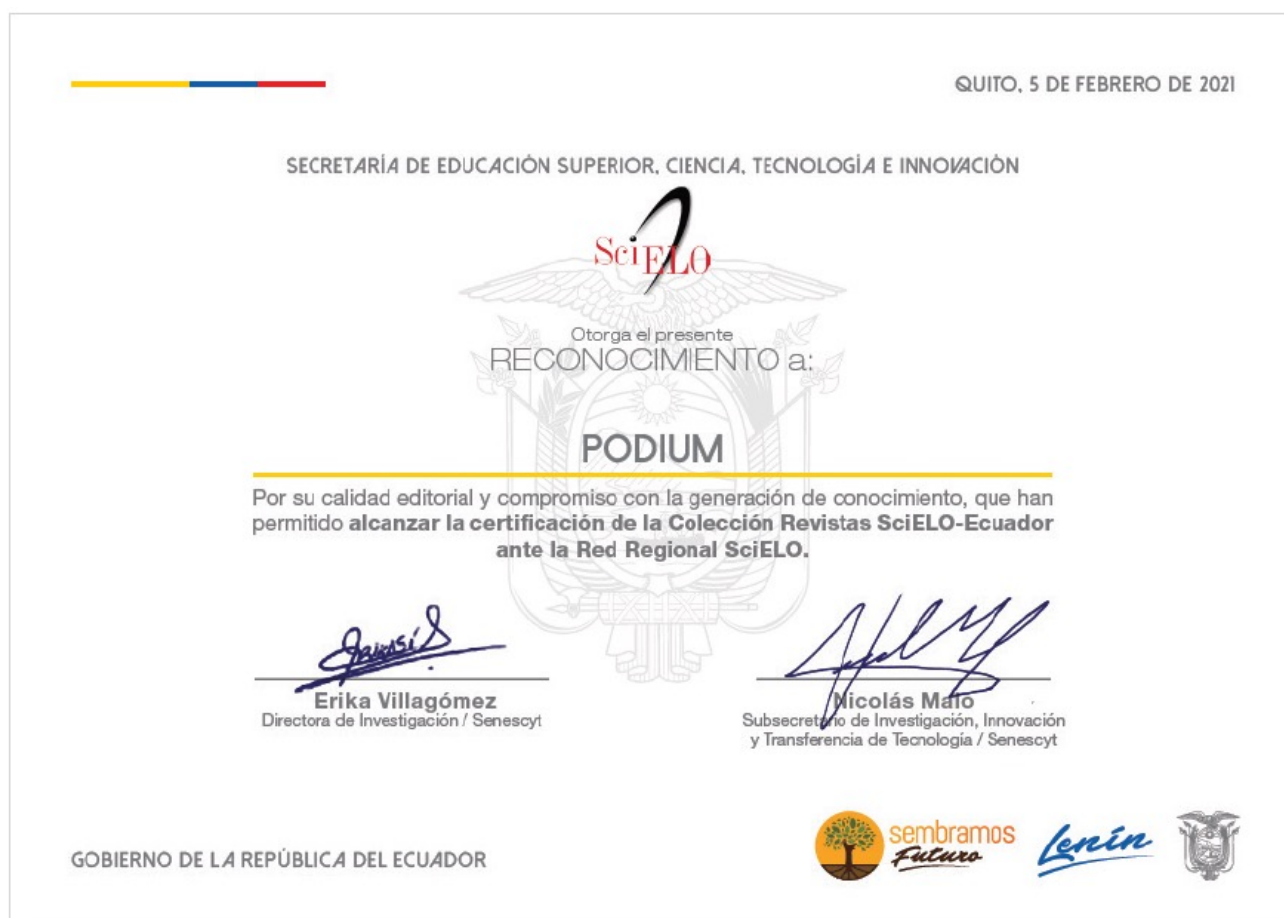 QUITO, 5 DE FEBRERO DE 2021
SECRETARÍA DE EDUCACIÓN SUPERIOR, CIENCIA, TECNOLOGÍA E INNOVACIÓN
SciELO
Otorga el presente
RECONOCIMIENTO a:
PODIUM
Por su calidad editorial y compromiso con la generación de conocimiento, que han
permitido alcanzar la certificación de la Colección Revistas SciELO-Ecuador
ante la Red Regional SciELO.
Erika Villagómez
Directora de Investigación / Senescyt
Nicolás Malo
Subsecretario de Investigación, Innovación
y Transferencia de Tecnología / Senescyt
GOBIERNO DE LA REPÚBLICA DEL ECUADOR
sembramos
Futuro
Lenín